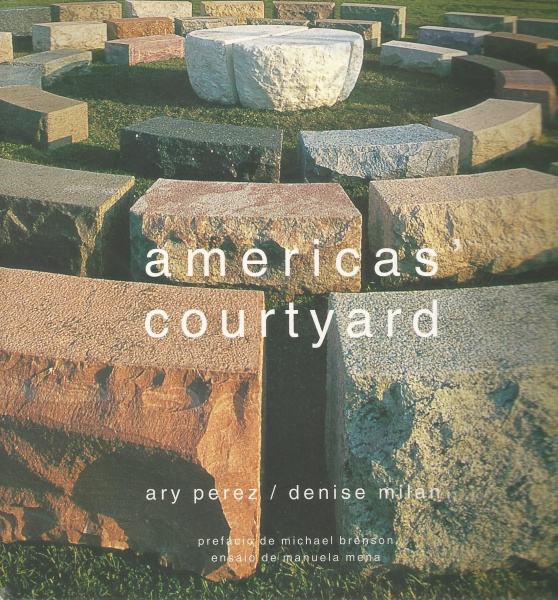 americas'
courtyard
ary perez / denise milan
prefácio de michael brenson
ensaio de manuela mena